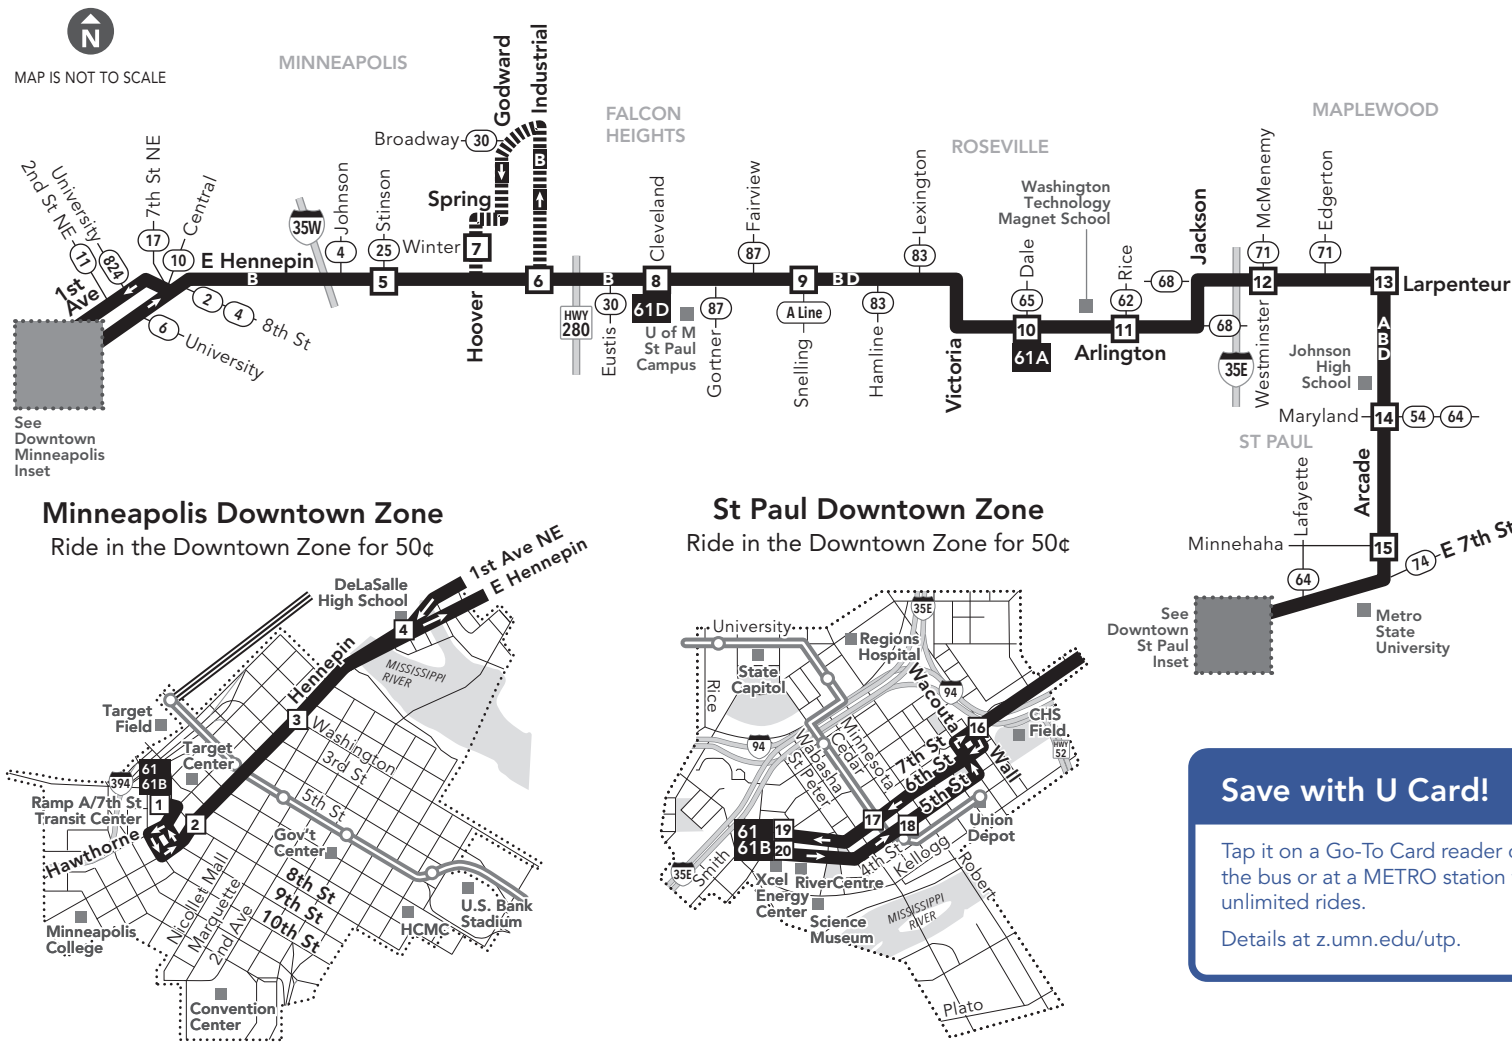 N
MAP IS NOT TO SCALE
MINNEAPOLIS
FALCON
HEIGHTS
ROSEVILLE
MAPLEWOOD
ST PAUL
2nd St NE
11
University
824
7th St NE
17
Central
10
1st
Ave
E Hennepin
B
2
4
8th St
6
University
35W
Johnson
4
Stinson
25
5
Winter
7
Spring
Broadway
30
Godward
Industrial
B
Hoover
6
HWY
280
B
30
Eustis
Cleveland
8
61D
U of M
St Paul
Campus
87
Gortner
Fairview
87
9
A Line
Snelling
B D
83
Hamline
Lexington
83
Victoria
Dale
65
10
61A
Washington
Technology
Magnet School
Rice
62
11
Arlington
68
Jackson
68
35E
McMenemy
71
12
Westminster
Edgerton
71
13
Larpenteur
A
B
D
Johnson
High
School
Maryland
14
54
64
Arcade
Lafayette
64
Minnehaha
15
74
E 7th St
Metro
State
University
See
Downtown
Minneapolis
Inset
See
Downtown
St Paul
Inset
Minneapolis Downtown Zone
Ride in the Downtown Zone for 50¢
1st Ave NE
E Hennepin
DeLaSalle
High School
4
Hennepin
MISSISSIPPI
RIVER
Target
Field
3
Washington
3rd St
Target
Center
5th St
394
61
61B
1
Ramp A/7th St
Transit Center
2
Hawthorne
Gov't
Center
Nicollet Mall
Marquette
2nd Ave
8th St
9th St
10th St
HCMC
U.S. Bank
Stadium
Minneapolis
College
Convention
Center
St Paul Downtown Zone
Ride in the Downtown Zone for 50¢
35E
University
Regions
Hospital
State
Capitol
Rice
94
94
Wacouta
16
CHS
Field
HWY
52
Wall
Minnesota
Cedar
Wabasha
St Peter
7th St
6th St
5th St
17
18
Union
Depot
61
61B
19
20
4th St
Kellogg
Robert
35E
Smith
Xcel
Energy
Center
RiverCentre
Science
Museum
MISSISSIPPI
RIVER
Plato
Save with U Card!
Tap it on a Go-To Card reader
the bus or at a METRO station
unlimited rides.
Details at z.umn.edu/utp.